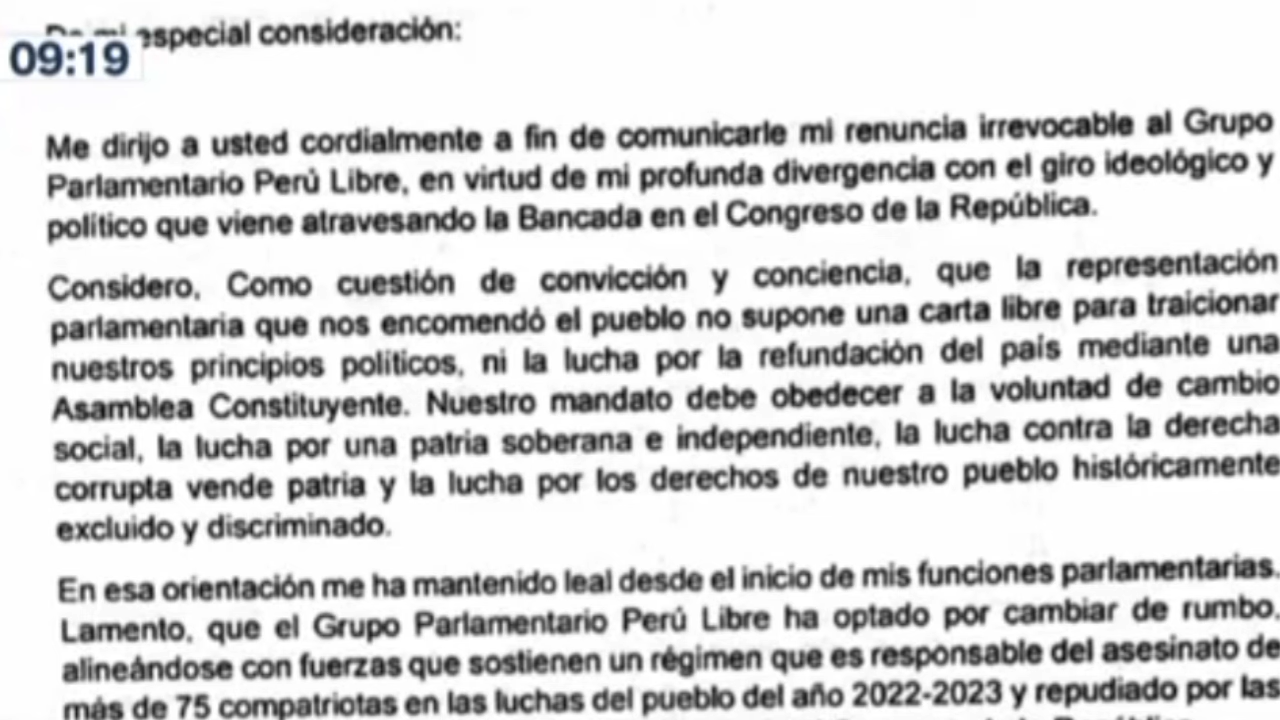 especial consideración:
09:19
Me dirijo a usted cordialmente a fin de comunicarle mi renuncia irrevocable al Grupo
Parlamentario Perú Libre, en virtud de mi profunda divergencia con el giro ideológico y
político que viene atravesando la Bancada en el Congreso de la República.
Considero, Como cuestión de convicción y conciencia, que la representación
parlamentaria que nos encomendó el pueblo no supone una carta libre para traicionar
nuestros principios políticos, ni la lucha por la refundación del país mediante una
Asamblea Constituyente. Nuestro mandato debe obedecer a la voluntad de cambio
social, la lucha por una patria soberana e independiente, la lucha contra la derecha
corrupta vende patria y la lucha por los derechos de nuestro pueblo históricamente
excluido y discriminado.
En esa orientación me ha mantenido leal desde el inicio de mis funciones parlamentarias.
Lamento, que el Grupo Parlamentario Perú Libre ha optado por cambiar de rumbo,
alineándose con fuerzas que sostienen un régimen que es responsable del asesinato de
más de 75 compatriotas en las luchas del pueblo del año 2022-2023 y repudiado por las